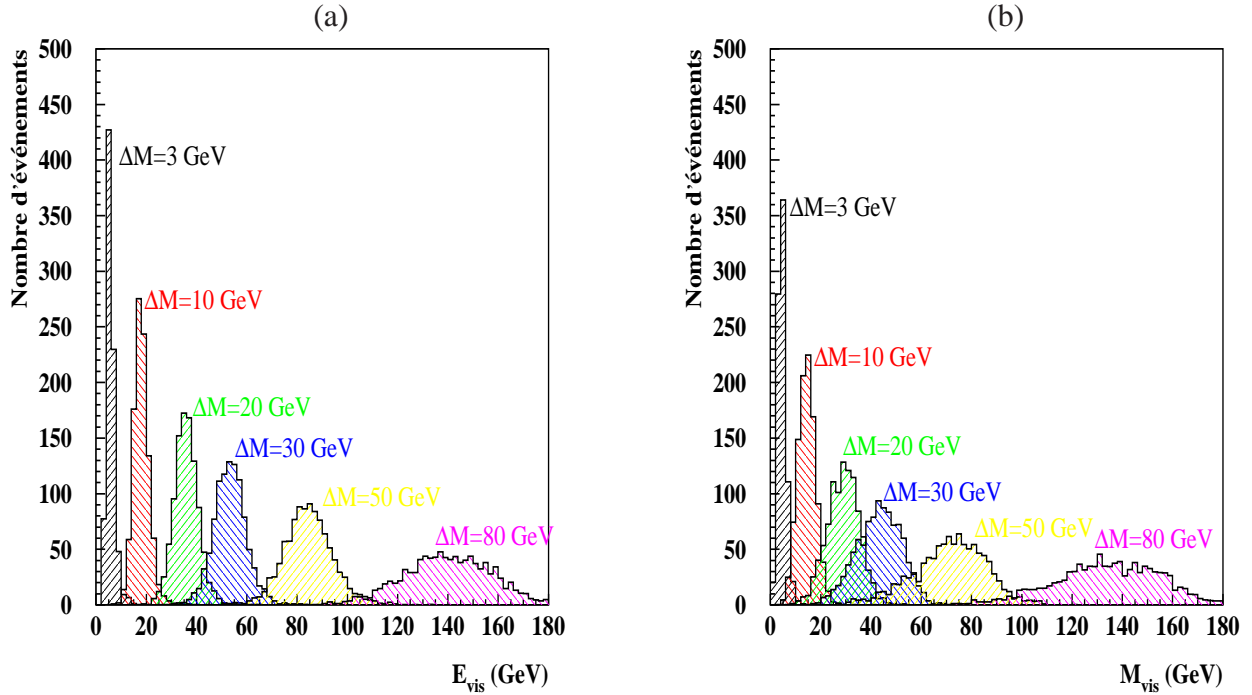 (a)
Nombre d'événements
500
450
400
350
300
250
200
150
100
50
0
ΔM=3 GeV
ΔM=10 GeV
ΔM=20 GeV
ΔM=30 GeV
ΔM=50 GeV
ΔM=80 GeV
0 20 40 60 80 100 120 140 160 180
E_vis (GeV)
(b)
Nombre d'événements
500
450
400
350
300
250
200
150
100
50
0
ΔM=3 GeV
ΔM=10 GeV
ΔM=20 GeV
ΔM=30 GeV
ΔM=50 GeV
ΔM=80 GeV
0 20 40 60 80 100 120 140 160 180
M_vis (GeV)